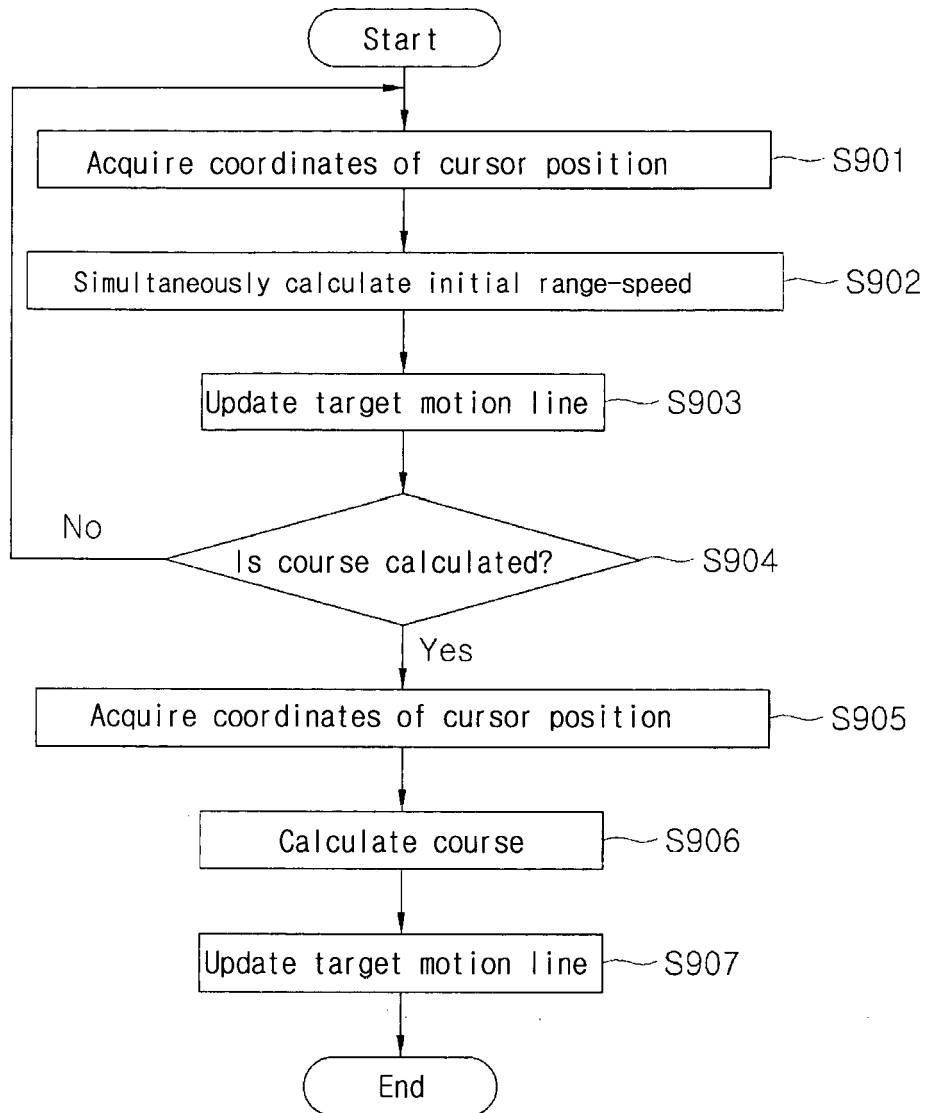 Start
Acquire coordinates of cursor position
S901
Simultaneously calculate initial range-speed
S902
Update target motion line
S903
No
Is course calculated?
S904
Yes
Acquire coordinates of cursor position
S905
Calculate course
S906
Update target motion line
S907
End